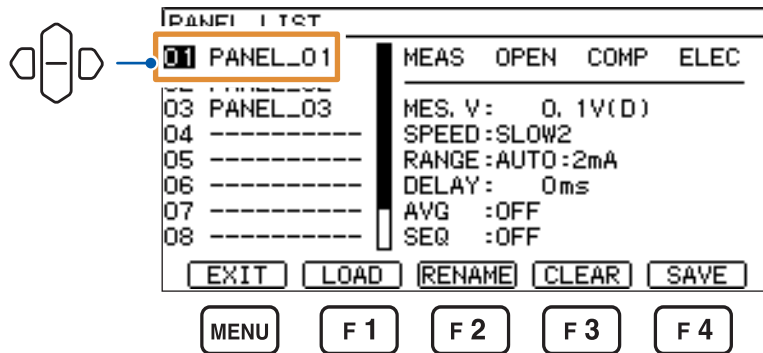 PANEL LIST
01 PANEL_01
MEAS OPEN COMP ELEC
02 PANEL_02
03 PANEL_03
MES. V: 0. 1V(D)
04 ----------
SPEED:SLOW2
05 ----------
RANGE:AUTO:2mA
06 ----------
DELAY: 0ms
07 ----------
AVG :OFF
08 ----------
SEQ :OFF
EXIT LOAD RENAME CLEAR SAVE
MENU F 1 F 2 F 3 F 4